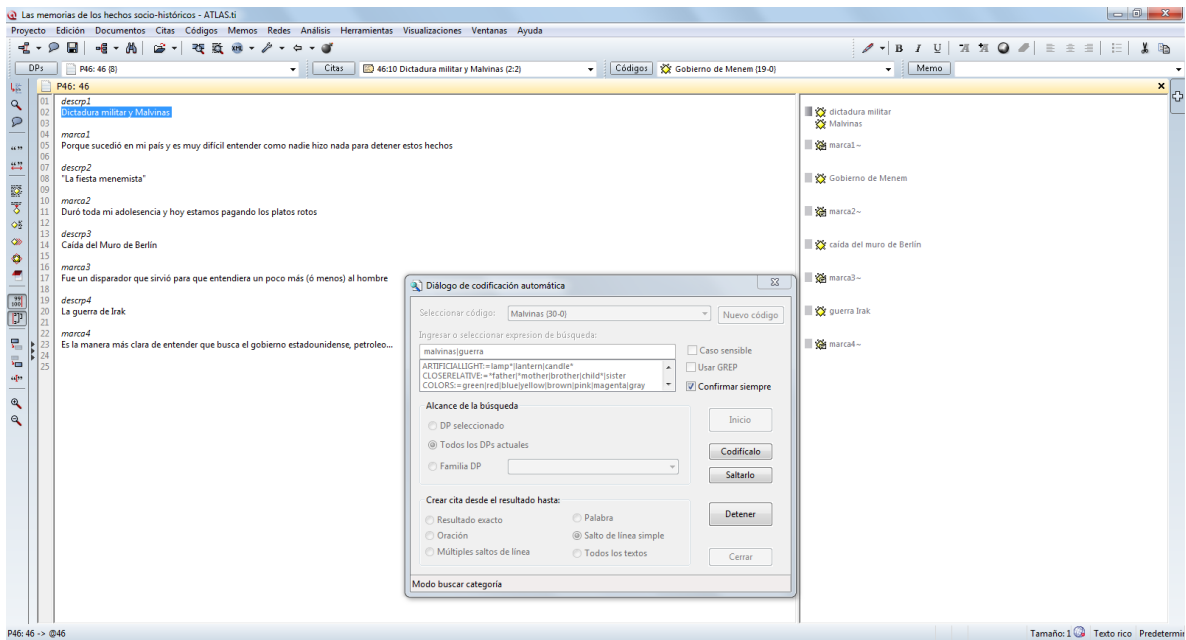 Las memorias de los hechos socio-históricos - ATLAS.ti
Proyecto Edición Documentos Citas Códigos Memos Redes Análisis Herramientas Visualizaciones Ventanas Ayuda
B I U
DPs P46: 46 {8} Citas 46:10 Dictadura militar y Malvinas (2:2) Códigos Gobierno de Menem {19-0} Memo
P46: 46
01 descrp1
02 Dictadura militar y Malvinas
03
04 marca1
05 Porque sucedió en mi país y es muy difícil entender como nadie hizo nada para detener estos hechos
06
07 descrp2
08 "La fiesta menemista"
09
10 marca2
11 Duró toda mi adolesencia y hoy estamos pagando los platos rotos
12
13 descrp3
14 Caída del Muro de Berlín
15
16 marca3
17 Fue un disparador que sirvió para que entendiera un poco más (ó menos) al hombre
18
19 descrp4
20 La guerra de Irak
21
22 marca4
23 Es la manera más clara de entender que busca el gobierno estadounidense, petroleo...
24
25
dictadura militar
Malvinas
marca1~
Gobierno de Menem
marca2~
caída del muro de Berlín
marca3~
guerra Irak
marca4~
Diálogo de codificación automática
Seleccionar código: Malvinas {30-0} Nuevo código
Ingresar o seleccionar expresion de búsqueda:
malvinas|guerra
Caso sensible
ARTIFICIALLIGHT:=lamp*|lantern|candle*
CLOSERELATIVE:=*father|*mother|brother|child*|sister
COLORS:=green|red|blue|yellow|brown|pink|magenta|gray
Usar GREP
Confirmar siempre
Alcance de la búsqueda
DP seleccionado
Todos los DPs actuales
Familia DP
Inicio
Codifícalo
Saltarlo
Crear cita desde el resultado hasta:
Resultado exacto Palabra
Oración Salto de línea simple
Múltiples saltos de línea Todos los textos
Detener
Cerrar
Modo buscar categoría
P46: 46 -> @46 Tamaño: 1 Texto rico Predetermi